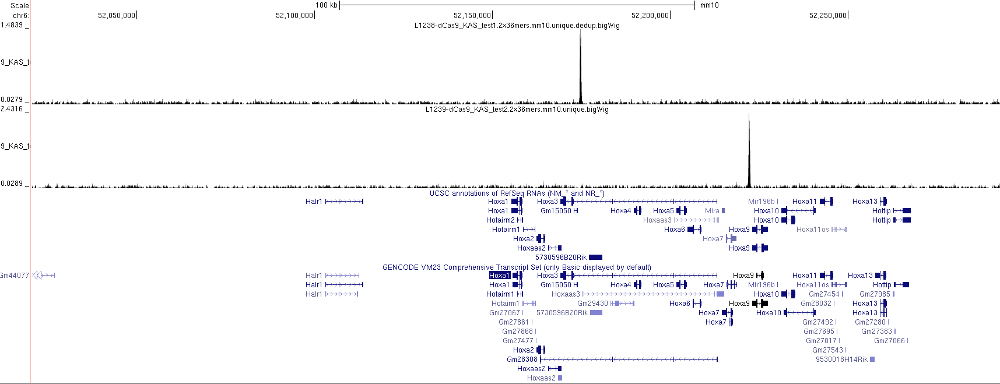 Scale 100 kb mm10
chr6: 52,050,000 52,100,000 52,150,000 52,200,000 52,250,000
1.4839 _ L1238-dCas9_KAS_test1.2x36mers.mm10.unique.dedup.bigWig
9_KAS_t
0.0279 _
2.4316 _ L1239-dCas9_KAS_test2.2x36mers.mm10.unique.bigWig
9_KAS_t
0.0289 _
UCSC annotations of RefSeq RNAs (NM_* and NR_*)
Halr1 Hoxa1 Hoxa3 Mir196b Hoxa11 Hoxa13
Hoxa1 Gm15050 Hoxa4 Hoxa5 Mira Hoxa10 Hottip
Hotairm2 Hoxaas3 Hoxa10 Hottip
Hotairm1 Hoxa6 Hoxa9 Hoxa11os
Hoxa2 Hoxa7
Hoxaas2 Hoxa9
5730596B20Rik
GENCODE VM23 Comprehensive Transcript Set (only Basic displayed by default)
Gm44077 Halr1 Hoxa1 Hoxa3 Hoxa9 Hoxa11 Hoxa13
Halr1 Hoxa1 Gm15050 Hoxa4 Hoxa5 Hoxa7 Mir196b Hoxa11os Hottip
Halr1 Hotairm1 Hoxaas3 Hoxa10 Gm27454 Gm27985
Hotairm1 Gm29430 Hoxa6 Hoxa9 Gm28032 Hoxa13
Gm27867 5730596B20Rik Hoxa7 Hoxa10 Hoxa13
Gm27861 Hoxa7 Gm27492 Gm27280
Gm27868 Gm27695 Gm27383
Gm27477 Gm27817 Gm27866
Hoxa2 Gm27543
Gm28308 9530018H14Rik
Hoxaas2
Hoxaas2